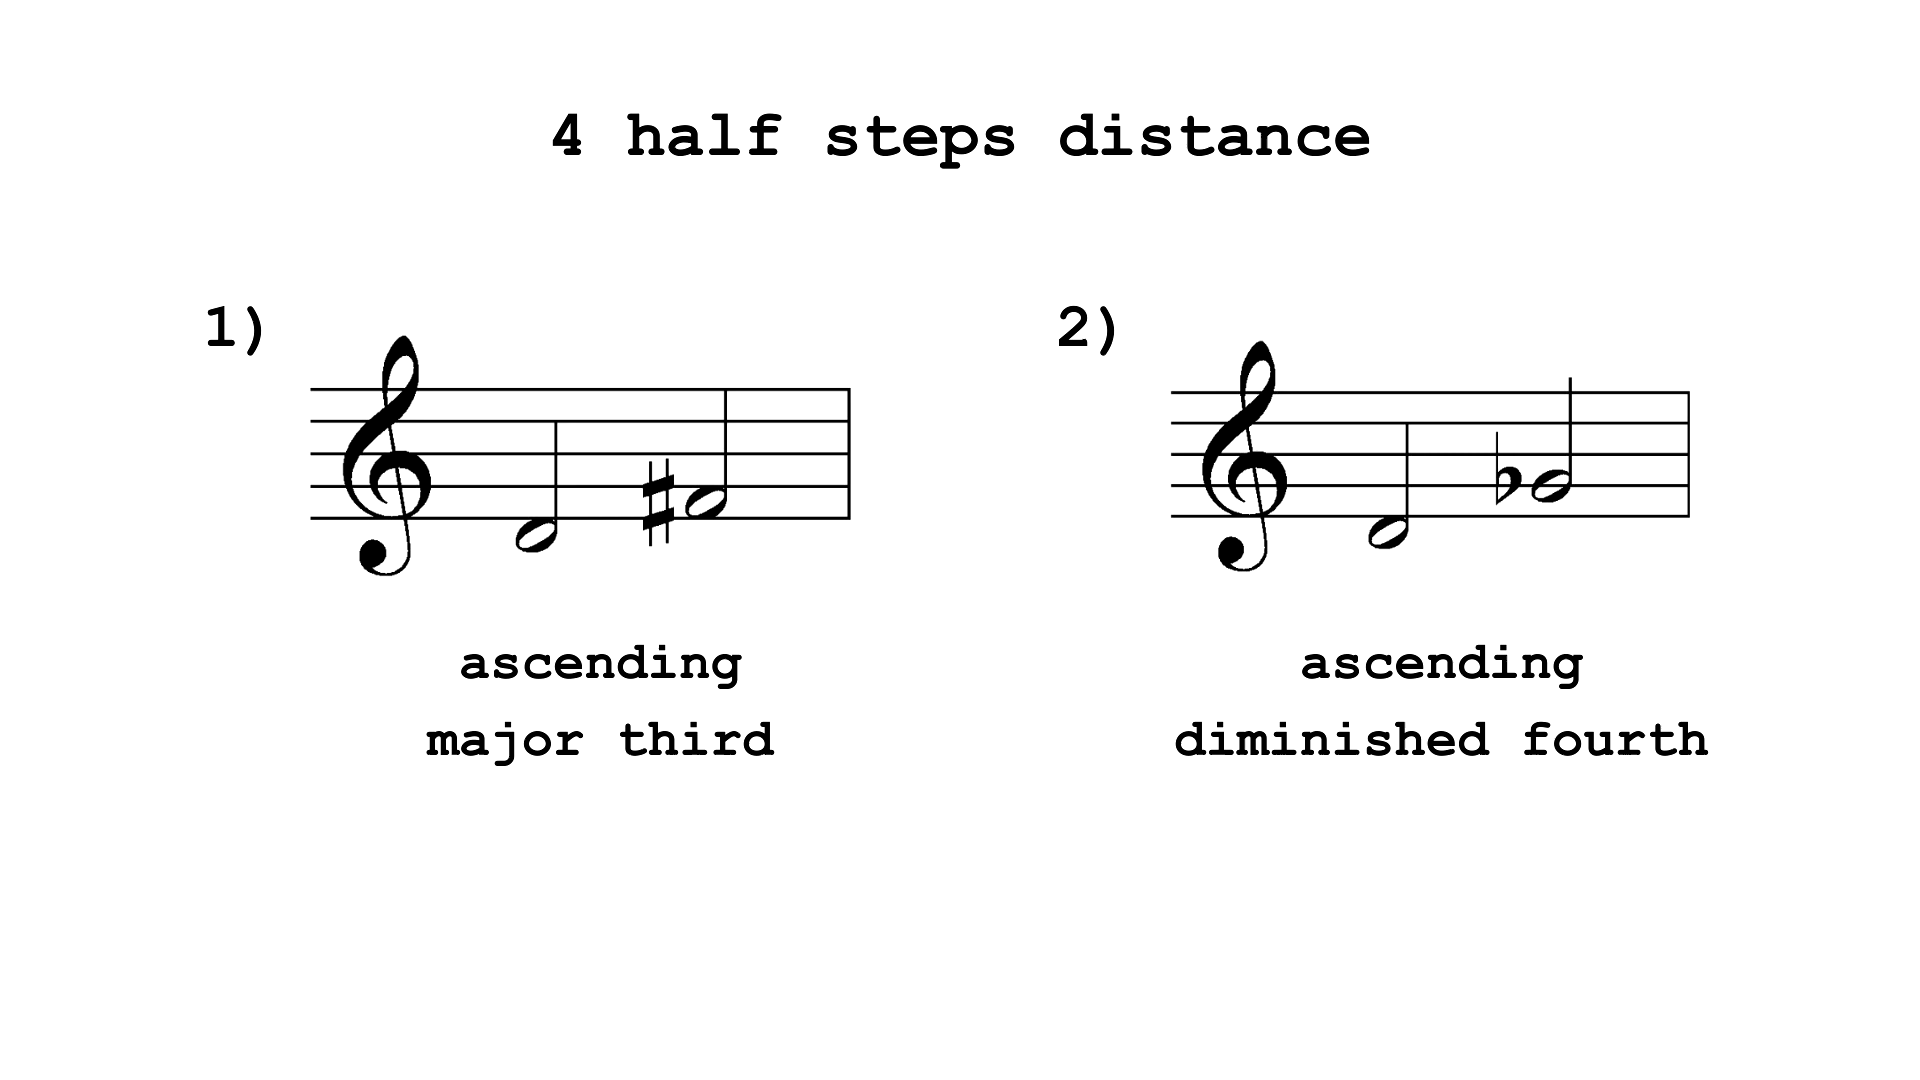 4 half steps distance
1)
2)
ascending
major third
ascending
diminished fourth